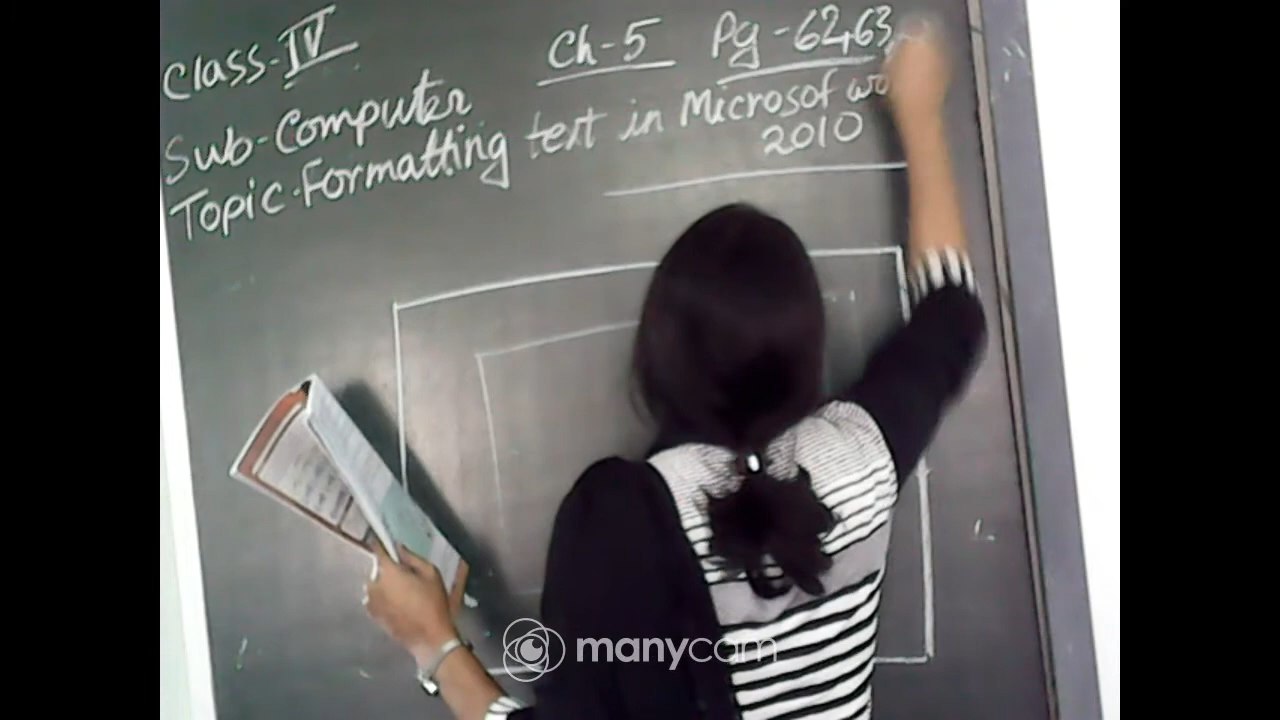 Class-IV Ch-5 Pg-62,63,
Sub-Computer
Topic-Formatting text in Microsof
2010
manycam